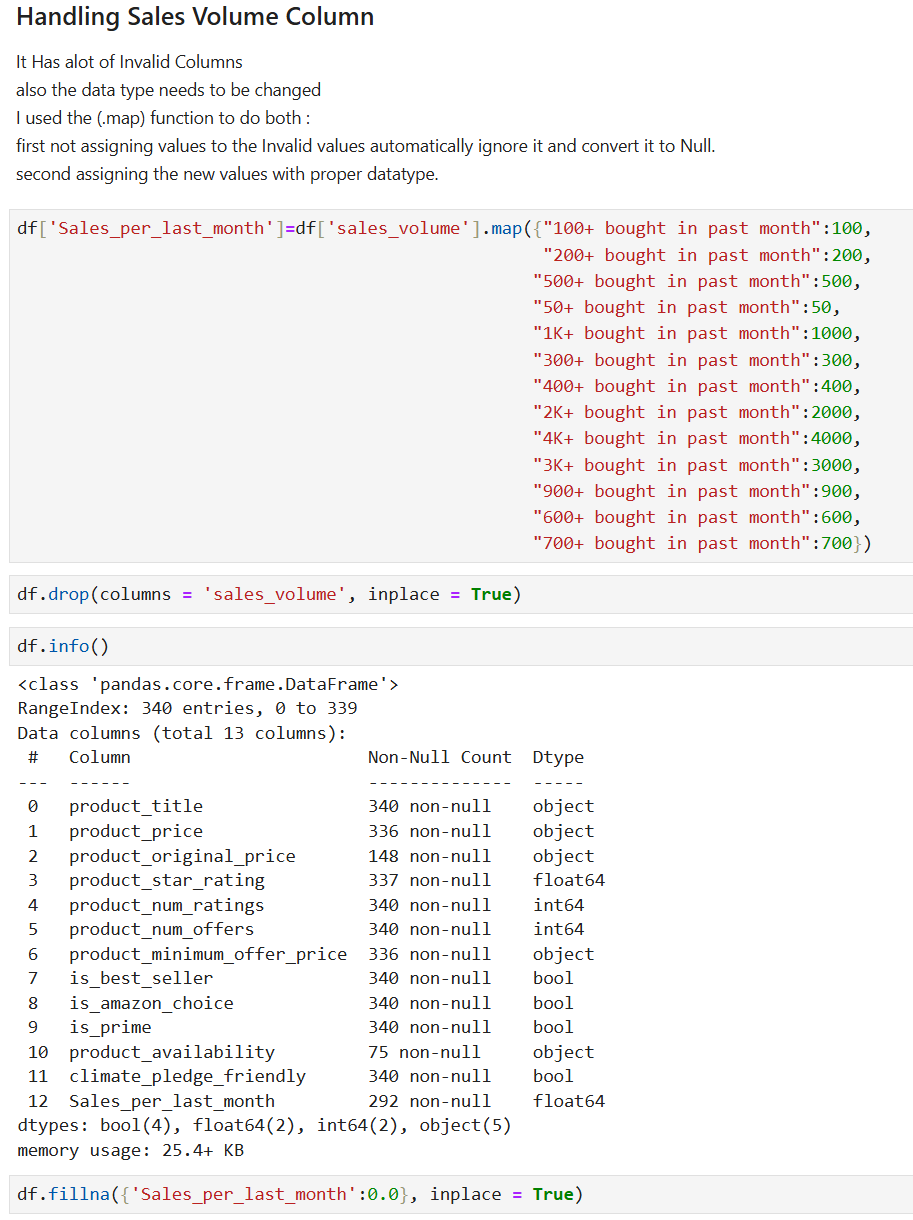 Handling Sales Volume Column
It Has alot of Invalid Columns
also the data type needs to be changed
I used the (.map) function to do both :
first not assigning values to the Invalid values automatically ignore it and convert it to Null.
second assigning the new values with proper datatype.
df['Sales_per_last_month']=df['sales_volume'].map({"100+ bought in past month":100,
"200+ bought in past month":200,
"500+ bought in past month":500,
"50+ bought in past month":50,
"1K+ bought in past month":1000,
"300+ bought in past month":300,
"400+ bought in past month":400,
"2K+ bought in past month":2000,
"4K+ bought in past month":4000,
"3K+ bought in past month":3000,
"900+ bought in past month":900,
"600+ bought in past month":600,
"700+ bought in past month":700})
df.drop(columns = 'sales_volume', inplace = True)
df.info()
<class 'pandas.core.frame.DataFrame'>
RangeIndex: 340 entries, 0 to 339
Data columns (total 13 columns):
 #   Column                       Non-Null Count  Dtype
---  ------                       --------------  -----
 0   product_title                340 non-null    object
 1   product_price                336 non-null    object
 2   product_original_price       148 non-null    object
 3   product_star_rating          337 non-null    float64
 4   product_num_ratings          340 non-null    int64
 5   product_num_offers           340 non-null    int64
 6   product_minimum_offer_price  336 non-null    object
 7   is_best_seller               340 non-null    bool
 8   is_amazon_choice             340 non-null    bool
 9   is_prime                     340 non-null    bool
 10  product_availability         75 non-null     object
 11  climate_pledge_friendly      340 non-null    bool
 12  Sales_per_last_month         292 non-null    float64
dtypes: bool(4), float64(2), int64(2), object(5)
memory usage: 25.4+ KB
df.fillna({'Sales_per_last_month':0.0}, inplace = True)